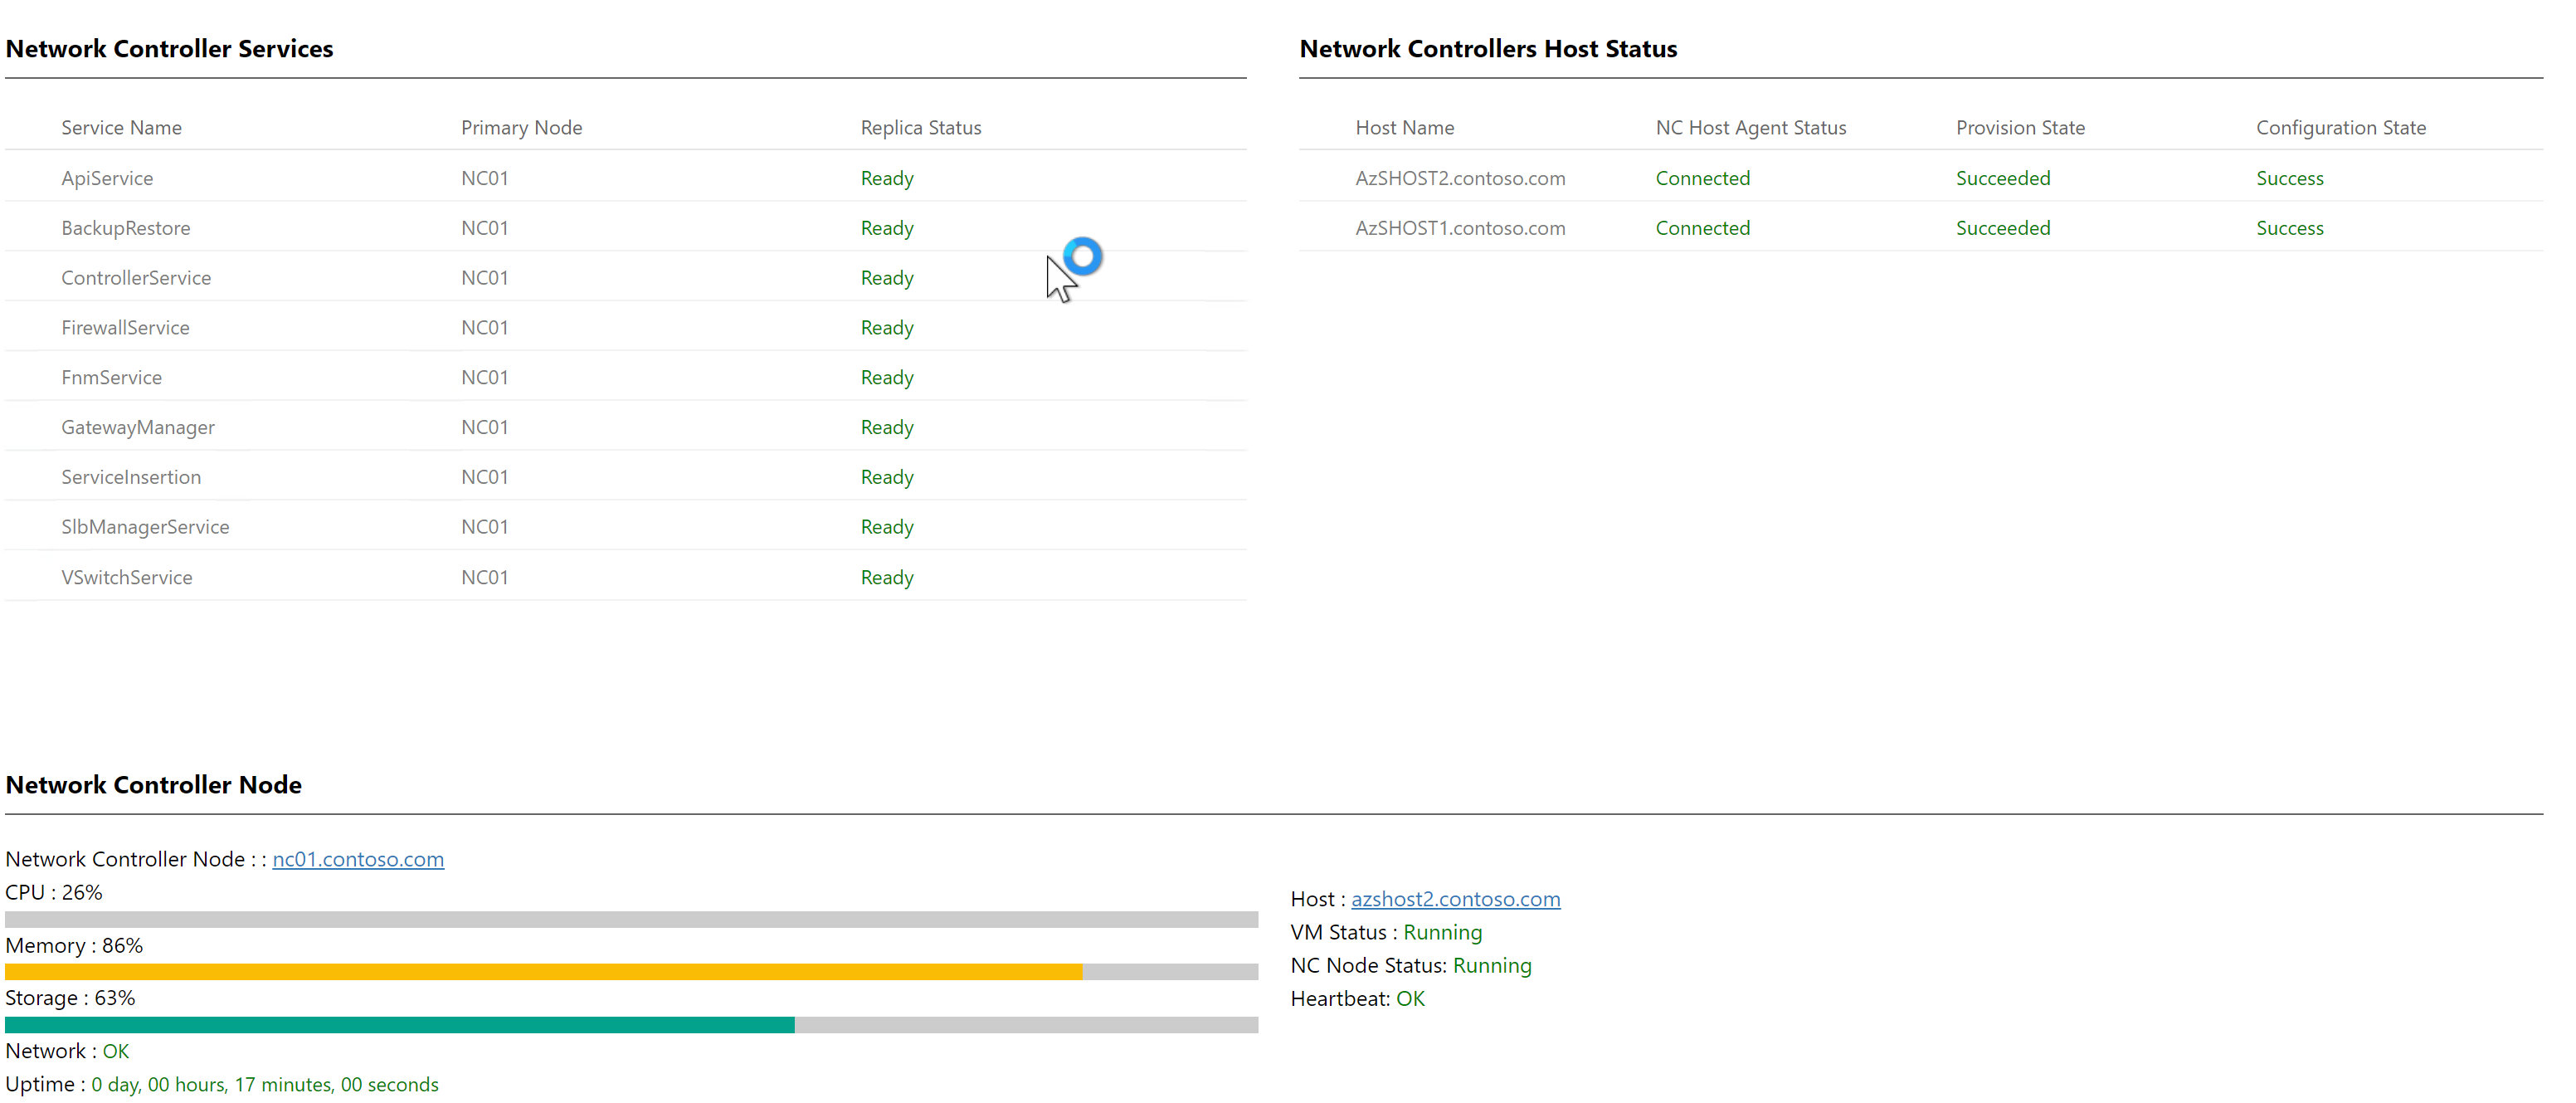 Network Controller Services
Service Name Primary Node Replica Status
ApiService NC01 Ready
BackupRestore NC01 Ready
ControllerService NC01 Ready
FirewallService NC01 Ready
FnmService NC01 Ready
GatewayManager NC01 Ready
ServiceInsertion NC01 Ready
SlbManagerService NC01 Ready
VSwitchService NC01 Ready
Network Controllers Host Status
Host Name NC Host Agent Status Provision State Configuration State
AzSHOST2.contoso.com Connected Succeeded Success
AzSHOST1.contoso.com Connected Succeeded Success
Network Controller Node
Network Controller Node : : nc01.contoso.com
CPU : 26%
Memory : 86%
Storage : 63%
Network : OK
Uptime : 0 day, 00 hours, 17 minutes, 00 seconds
Host : azshost2.contoso.com
VM Status : Running
NC Node Status: Running
Heartbeat: OK